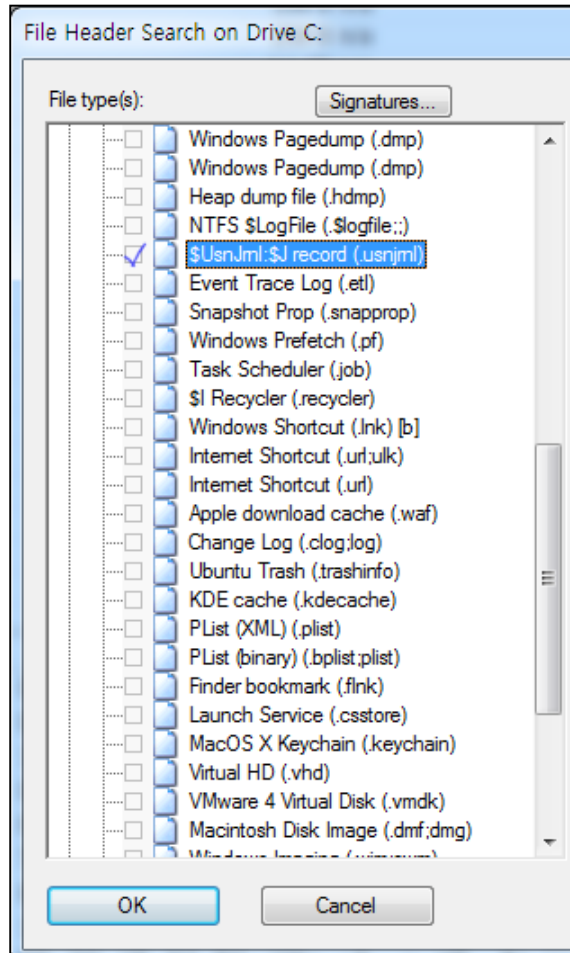 File Header Search on Drive C:
File type(s):
Signatures...
Windows Pagedump (.dmp)
Windows Pagedump (.dmp)
Heap dump file (.hdmp)
NTFS $LogFile (.$logfile;;)
$UsnJrnl:$J record (.usnjrnl)
Event Trace Log (.etl)
Snapshot Prop (.snapprop)
Windows Prefetch (.pf)
Task Scheduler (.job)
$I Recycler (.recycler)
Windows Shortcut (.lnk) [b]
Internet Shortcut (.url;ulk)
Internet Shortcut (.url)
Apple download cache (.waf)
Change Log (.clog;log)
Ubuntu Trash (.trashinfo)
KDE cache (.kdecache)
PList (XML) (.plist)
PList (binary) (.bplist;plist)
Finder bookmark (.flnk)
Launch Service (.csstore)
MacOS X Keychain (.keychain)
Virtual HD (.vhd)
VMware 4 Virtual Disk (.vmdk)
Macintosh Disk Image (.dmf;dmg)
OK
Cancel